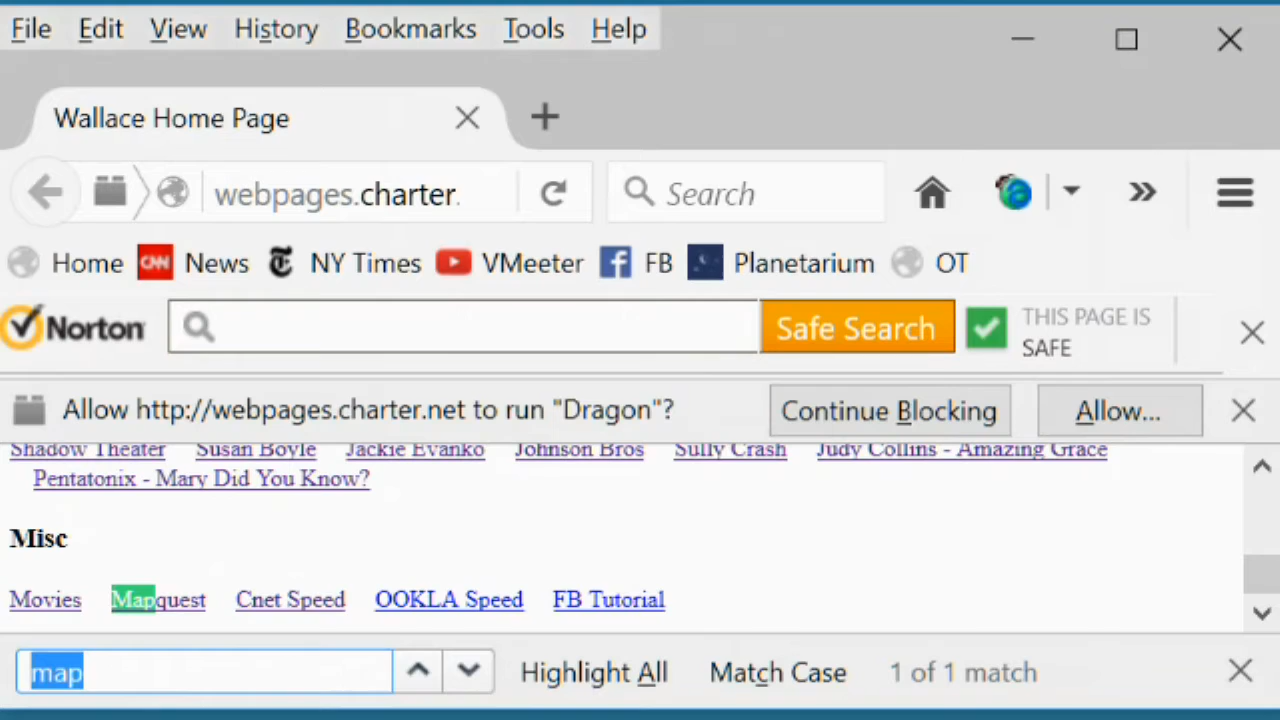 File Edit View History Bookmarks Tools Help
Wallace Home Page
webpages.charter.
Search
Home CNN News NY Times VMeeter FB Planetarium OT
Norton Safe Search THIS PAGE IS
SAFE
Allow http://webpages.charter.net to run "Dragon"? Continue Blocking Allow...
Shadow Theater Susan Boyle Jackie Evanko Johnson Bros Sully Crash Judy Collins - Amazing Grace
Pentatonix - Mary Did You Know?
Misc
Movies Mapquest Cnet Speed OOKLA Speed FB Tutorial
map Highlight All Match Case 1 of 1 match